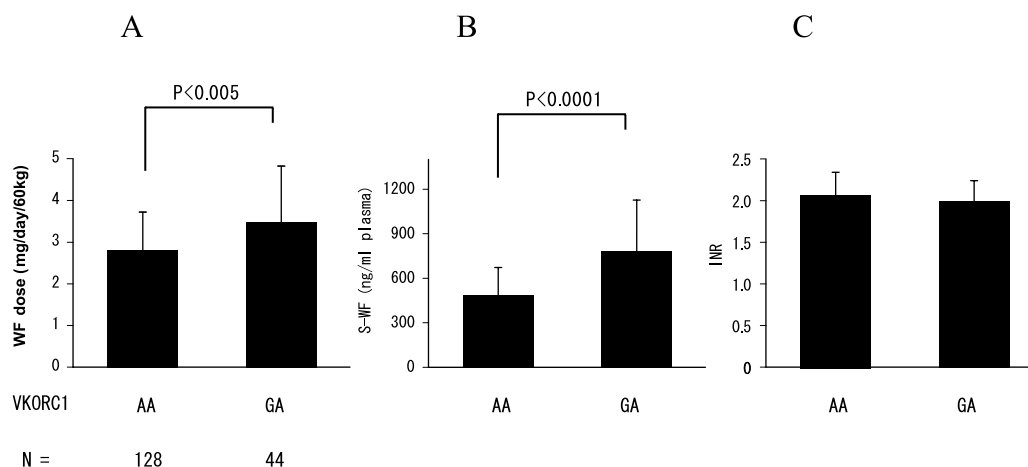 A
B
C
P<0.005
P<0.0001
WF dose (mg/day/60kg)
5
4
3
2
1
0
S-WF (ng/ml plasma)
1200
900
600
300
0
INR
2.5
2.0
1.5
1.0
0.5
0
VKORC1 AA GA
AA GA
AA GA
N = 128 44